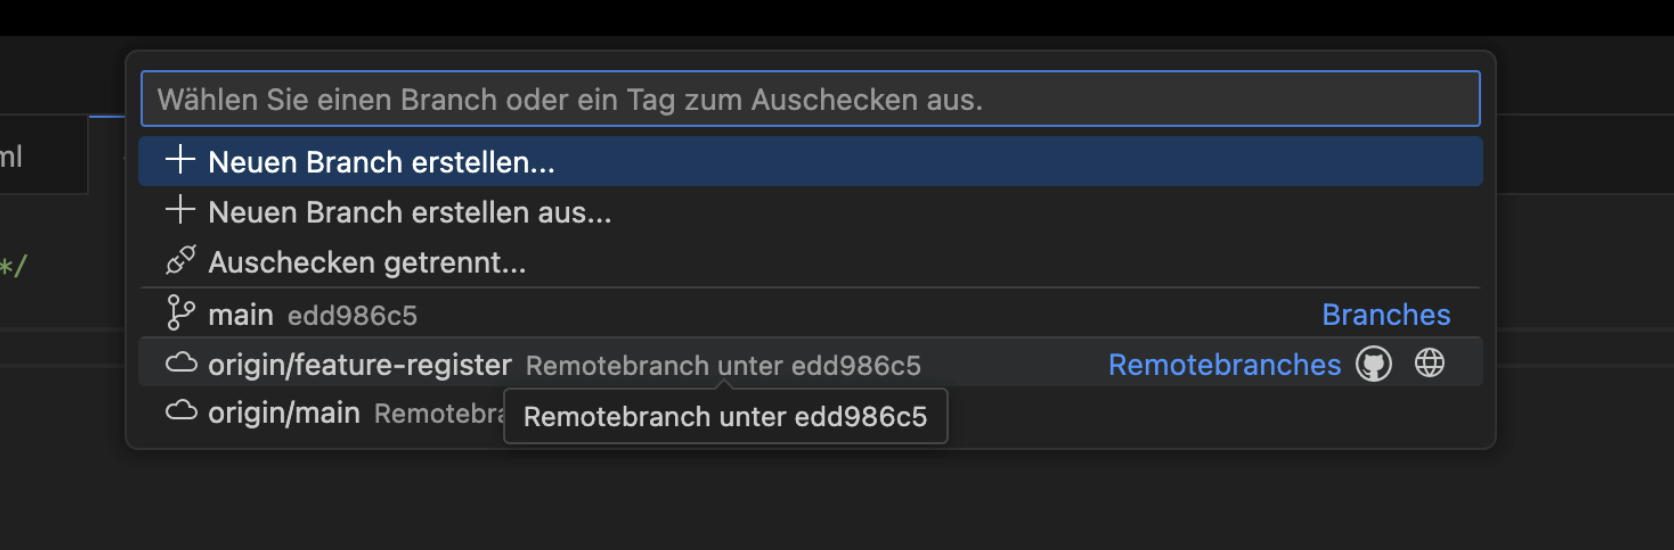 Wählen Sie einen Branch oder ein Tag zum Auschecken aus.
ml
Neuen Branch erstellen...
Neuen Branch erstellen aus...
*/
Auschecken getrennt...
main edd986c5 Branches
origin/feature-register Remotebranch unter edd986c5 Remotebranches
origin/main
Remotebranch unter edd986c5